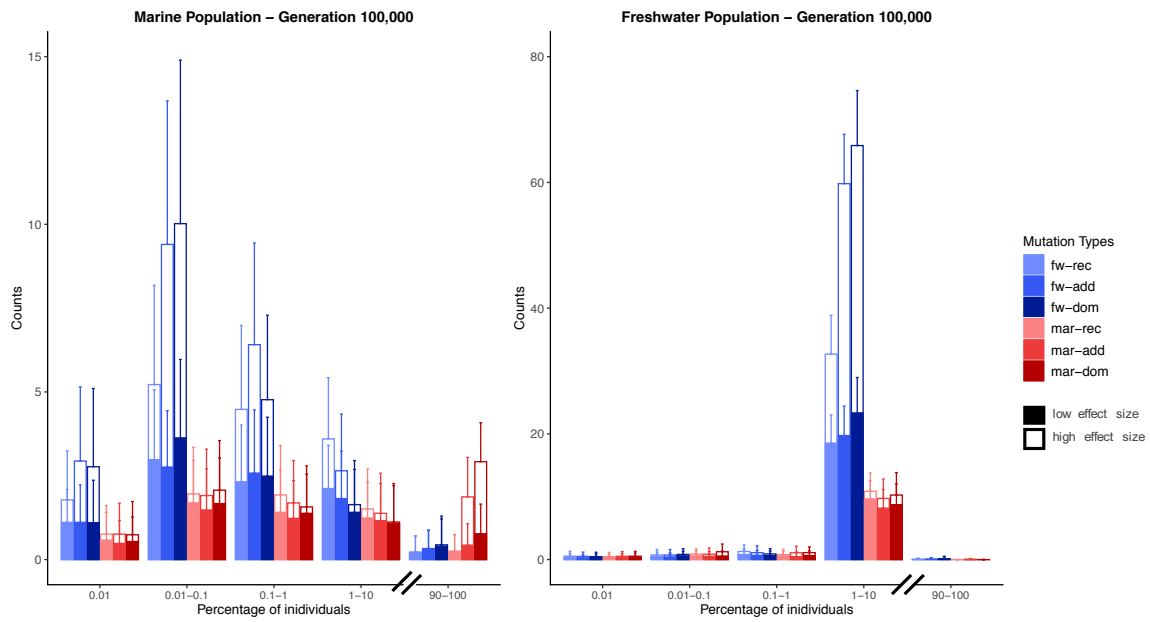 Marine Population – Generation 100,000
Counts
15
10
5
0
0.01
0.01–0.1
0.1–1
1–10
90–100
Percentage of inidividuals
Freshwater Population – Generation 100,000
Counts
80
60
40
20
0
0.01
0.01–0.1
0.1–1
1–10
90–100
Percentage of inidividuals
Mutation Types
fw–rec
fw–add
fw–dom
mar–rec
mar–add
mar–dom
low effect size
high effect size